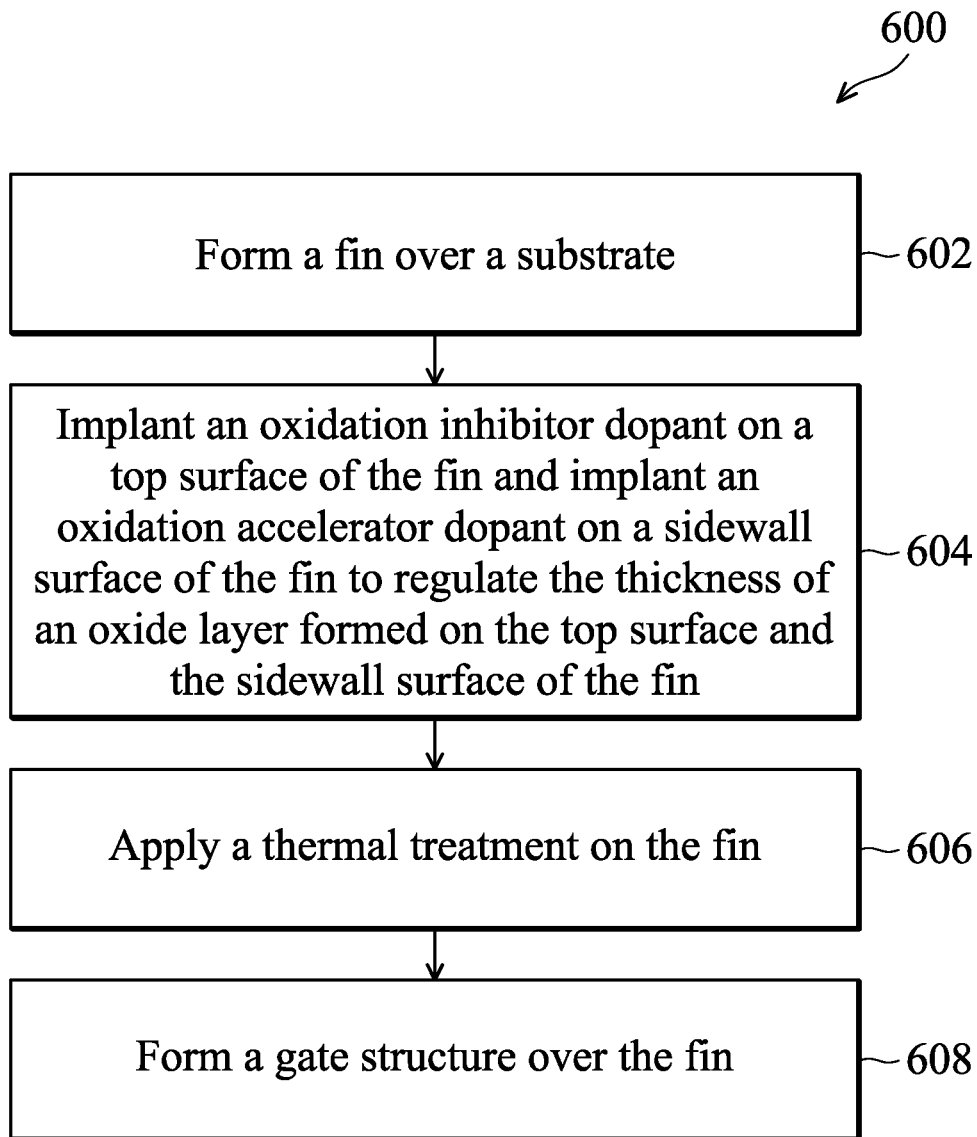 600
Form a fin over a substrate
602
Implant an oxidation inhibitor dopant on a
top surface of the fin and implant an
oxidation accelerator dopant on a sidewall
surface of the fin to regulate the thickness of
an oxide layer formed on the top surface and
the sidewall surface of the fin
604
Apply a thermal treatment on the fin
606
Form a gate structure over the fin
608